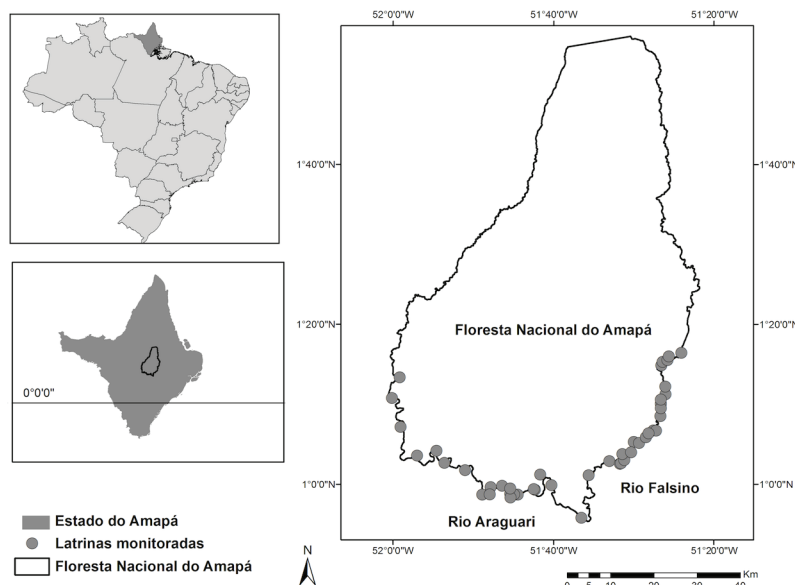 52°0'0"W 51°40'0"W 51°20'0"W
1°40'0"N 1°40'0"N
1°20'0"N 1°20'0"N
Floresta Nacional do Amapá
0°0'0"
1°0'0"N 1°0'0"N
Rio Falsino
Rio Araguari
52°0'0"W 51°40'0"W 51°20'0"W
Estado do Amapá
Latrinas monitoradas
Floresta Nacional do Amapá
N
Km
0 5 10 20 30 40